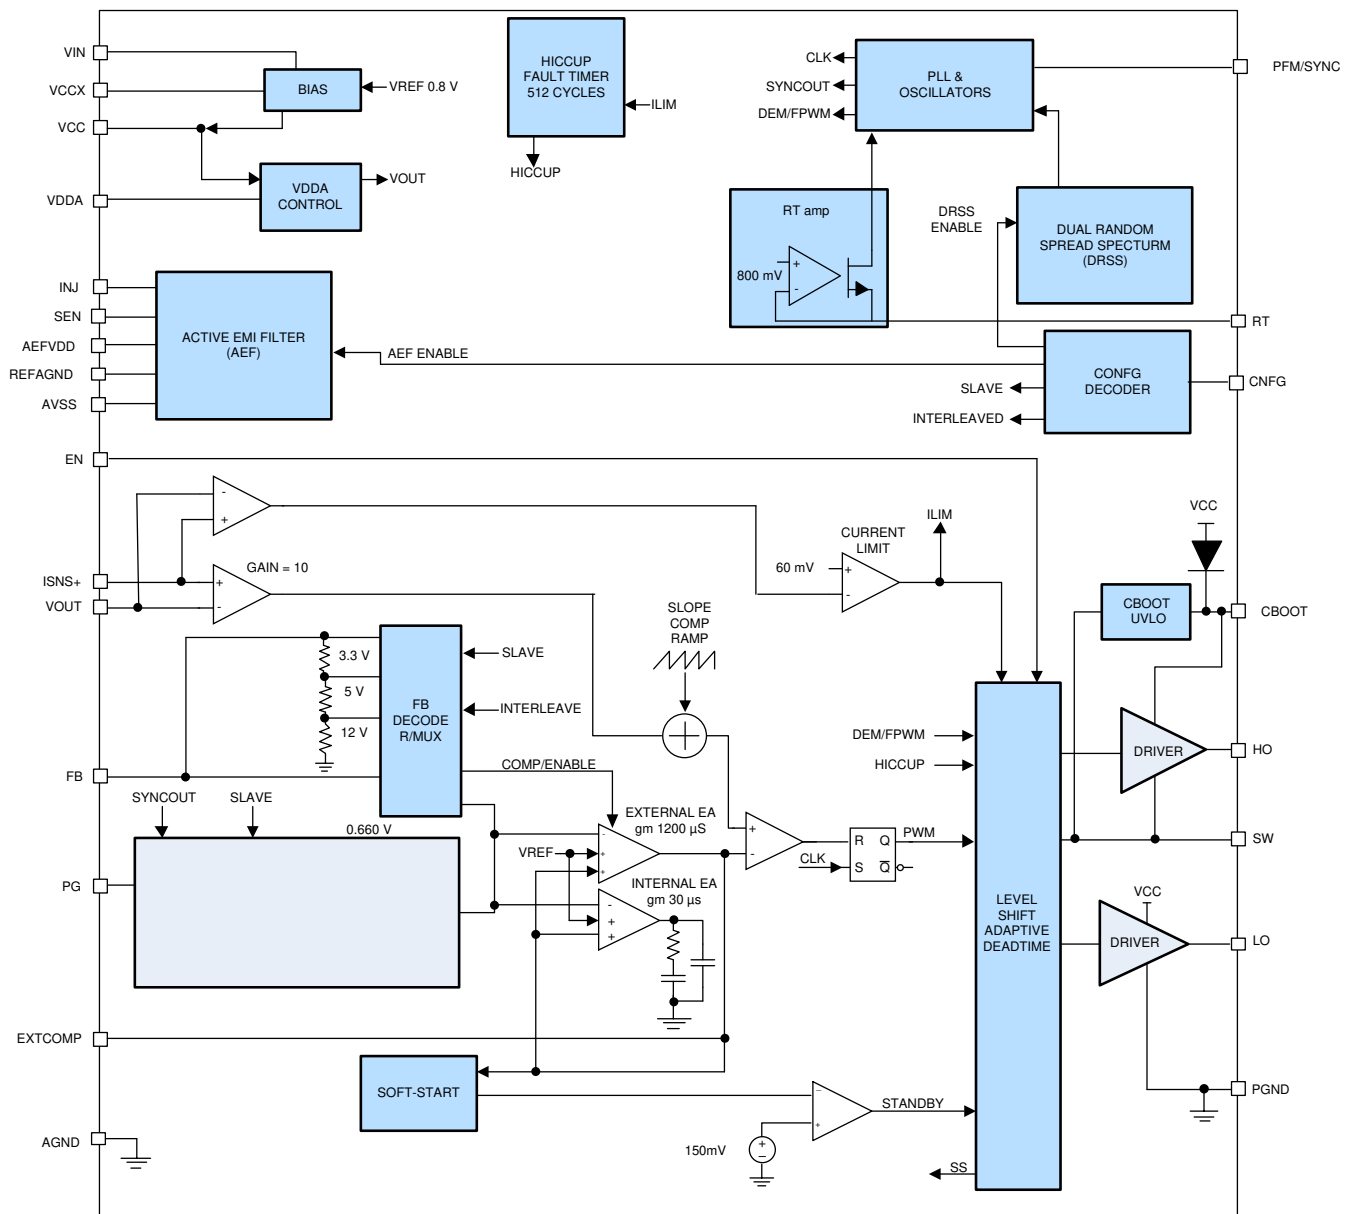 VIN
VCCX
VCC
VDDA
BIAS
VREF 0.8 V
VDDA
CONTROL
VOUT
HICCUP
FAULT TIMER
512 CYCLES
ILIM
HICCUP
CLK
SYNCOUT
DEM/FPWM
PLL &
OSCILLATORS
PFM/SYNC
RT amp
800 mV
+
-
DRSS
ENABLE
DUAL RANDOM
SPREAD SPECTURM
(DRSS)
RT
INJ
SEN
AEFVDD
REFAGND
AVSS
ACTIVE EMI FILTER
(AEF)
AEF ENABLE
CONFG
DECODER
SLAVE
INTERLEAVED
CNFG
EN
-
+
ISNS+
VOUT
+
-
GAIN = 10
CURRENT
LIMIT
60 mV
+
-
ILIM
VCC
CBOOT
UVLO
CBOOT
SLOPE
COMP
RAMP
3.3 V
5 V
12 V
FB
DECODE
R/MUX
SLAVE
INTERLEAVE
FB
COMP/ENABLE
SYNCOUT
SLAVE
0.660 V
PG
EXTERNAL EA
gm 1200 µS
VREF
-
+
+
INTERNAL EA
gm 30 µs
-
+
+
+
-
R
Q
S
Q
CLK
PWM
DEM/FPWM
HICCUP
LEVEL
SHIFT
ADAPTIVE
DEADTIME
DRIVER
HO
SW
VCC
DRIVER
LO
PGND
EXTCOMP
SOFT-START
−
+
STANDBY
150mV
+
−
SS
AGND